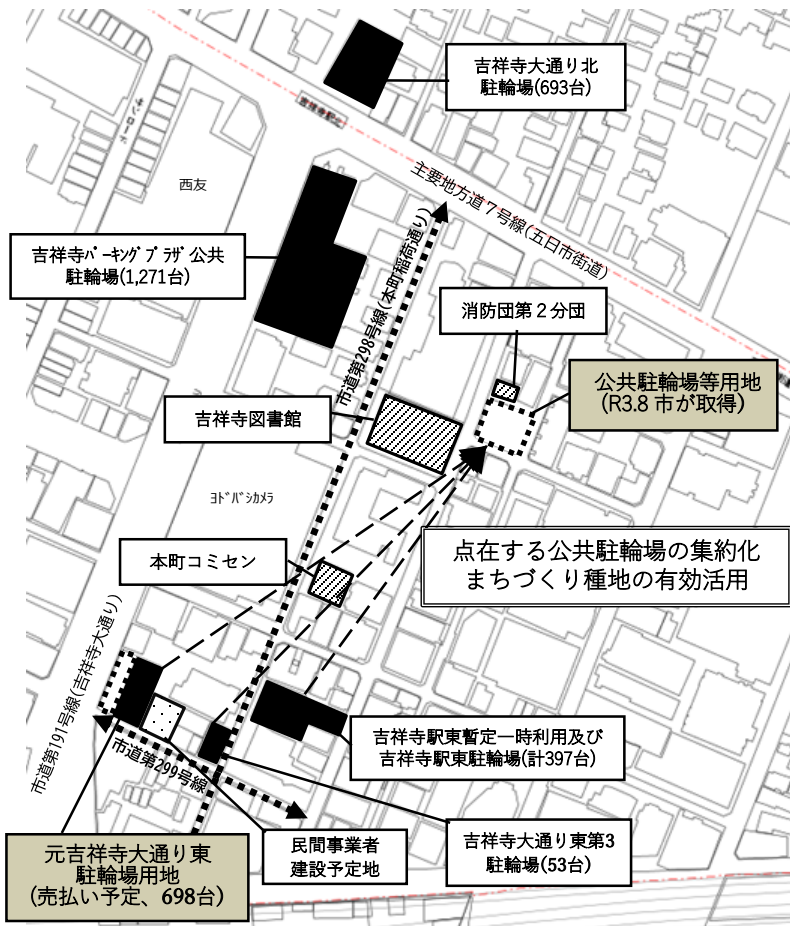 吉祥寺大通り北
駐輪場(693台)
吉祥寺駅北
サンロード
西友
主要地方道7号線(五日市街道)
吉祥寺パーキングプラザ公共
駐輪場(1,271台)
市道第298号線(本町稲荷通り)
消防団第2分団
公共駐輪場等用地
(R3.8 市が取得)
吉祥寺図書館
ヨドバシカメラ
点在する公共駐輪場の集約化
まちづくり種地の有効活用
本町コミセン
市道第191号線(吉祥寺大通り)
市道第299号線
吉祥寺駅東暫定一時利用及び
吉祥寺駅東駐輪場(計397台)
元吉祥寺大通り東
駐輪場用地
(売払い予定、698台)
民間事業者
建設予定地
吉祥寺大通り東第3
駐輪場(53台)